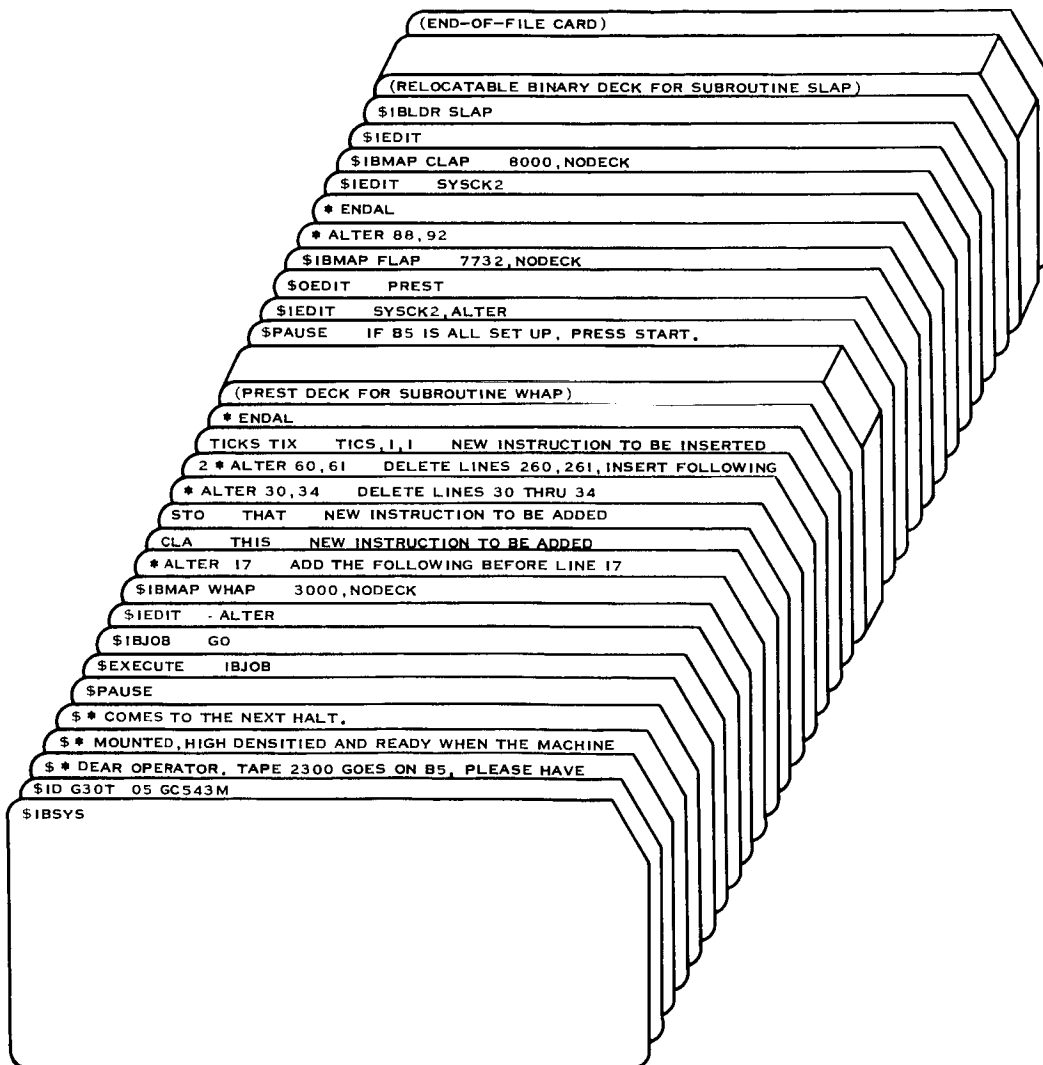 (END-OF-FILE CARD)
(RELOCATABLE BINARY DECK FOR SUBROUTINE SLAP)
$IBLDR SLAP
$IEDIT
$IBMAP CLAP 8000,NODECK
$IEDIT SYSCK2
* ENDAL
* ALTER 88,92
$IBMAP FLAP 7732,NODECK
$OEDIT PREST
$IEDIT SYSCK2,ALTER
$PAUSE IF B5 IS ALL SET UP, PRESS START.
(PREST DECK FOR SUBROUTINE WHAP)
* ENDAL
TICKS TIX TICS,1,1 NEW INSTRUCTION TO BE INSERTED
2 * ALTER 60,61 DELETE LINES 260,261, INSERT FOLLOWING
* ALTER 30,34 DELETE LINES 30 THRU 34
STO THAT NEW INSTRUCTION TO BE ADDED
CLA THIS NEW INSTRUCTION TO BE ADDED
* ALTER 17 ADD THE FOLLOWING BEFORE LINE 17
$IBMAP WHAP 3000,NODECK
$IEDIT - ALTER
$IBJOB GO
$EXECUTE IBJOB
$PAUSE
$ * COMES TO THE NEXT HALT.
$ * MOUNTED, HIGH DENSITIED AND READY WHEN THE MACHINE
$ * DEAR OPERATOR. TAPE 2300 GOES ON B5, PLEASE HAVE
$ID G30T 05 GC543M
$IBSYS